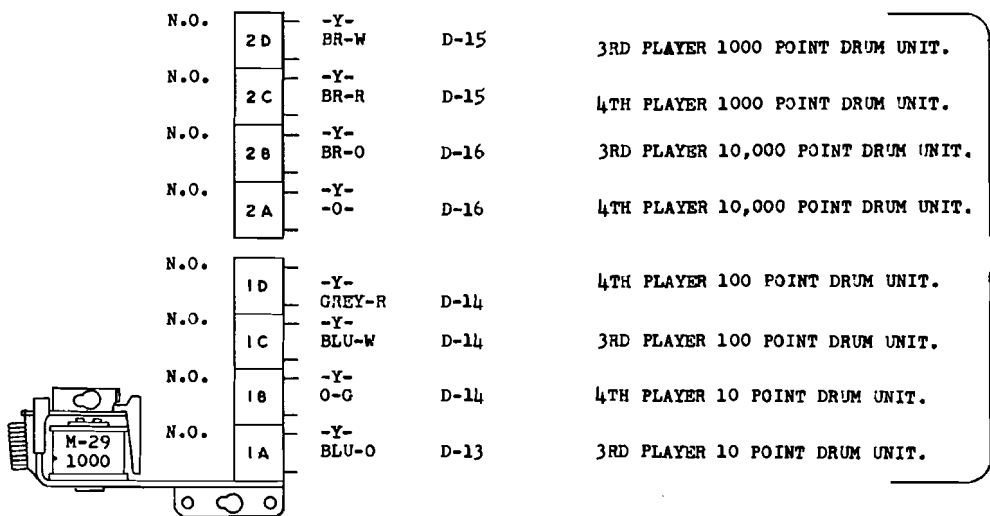 N.O. -Y-
2D BR-W D-15 3RD PLAYER 1000 POINT DRUM UNIT.
N.O. -Y-
2C BR-R D-15 4TH PLAYER 1000 POINT DRUM UNIT.
N.O. -Y-
2B BR-O D-16 3RD PLAYER 10,000 POINT DRUM UNIT.
N.O. -Y-
2A -O- D-16 4TH PLAYER 10,000 POINT DRUM UNIT.
N.O.
1D -Y- 4TH PLAYER 100 POINT DRUM UNIT.
GREY-R D-14
N.O. -Y-
1C BLU-W D-14 3RD PLAYER 100 POINT DRUM UNIT.
N.O. -Y-
1B O-G D-14 4TH PLAYER 10 POINT DRUM UNIT.
N.O. -Y-
1A BLU-O D-13 3RD PLAYER 10 POINT DRUM UNIT.
M-29
1000